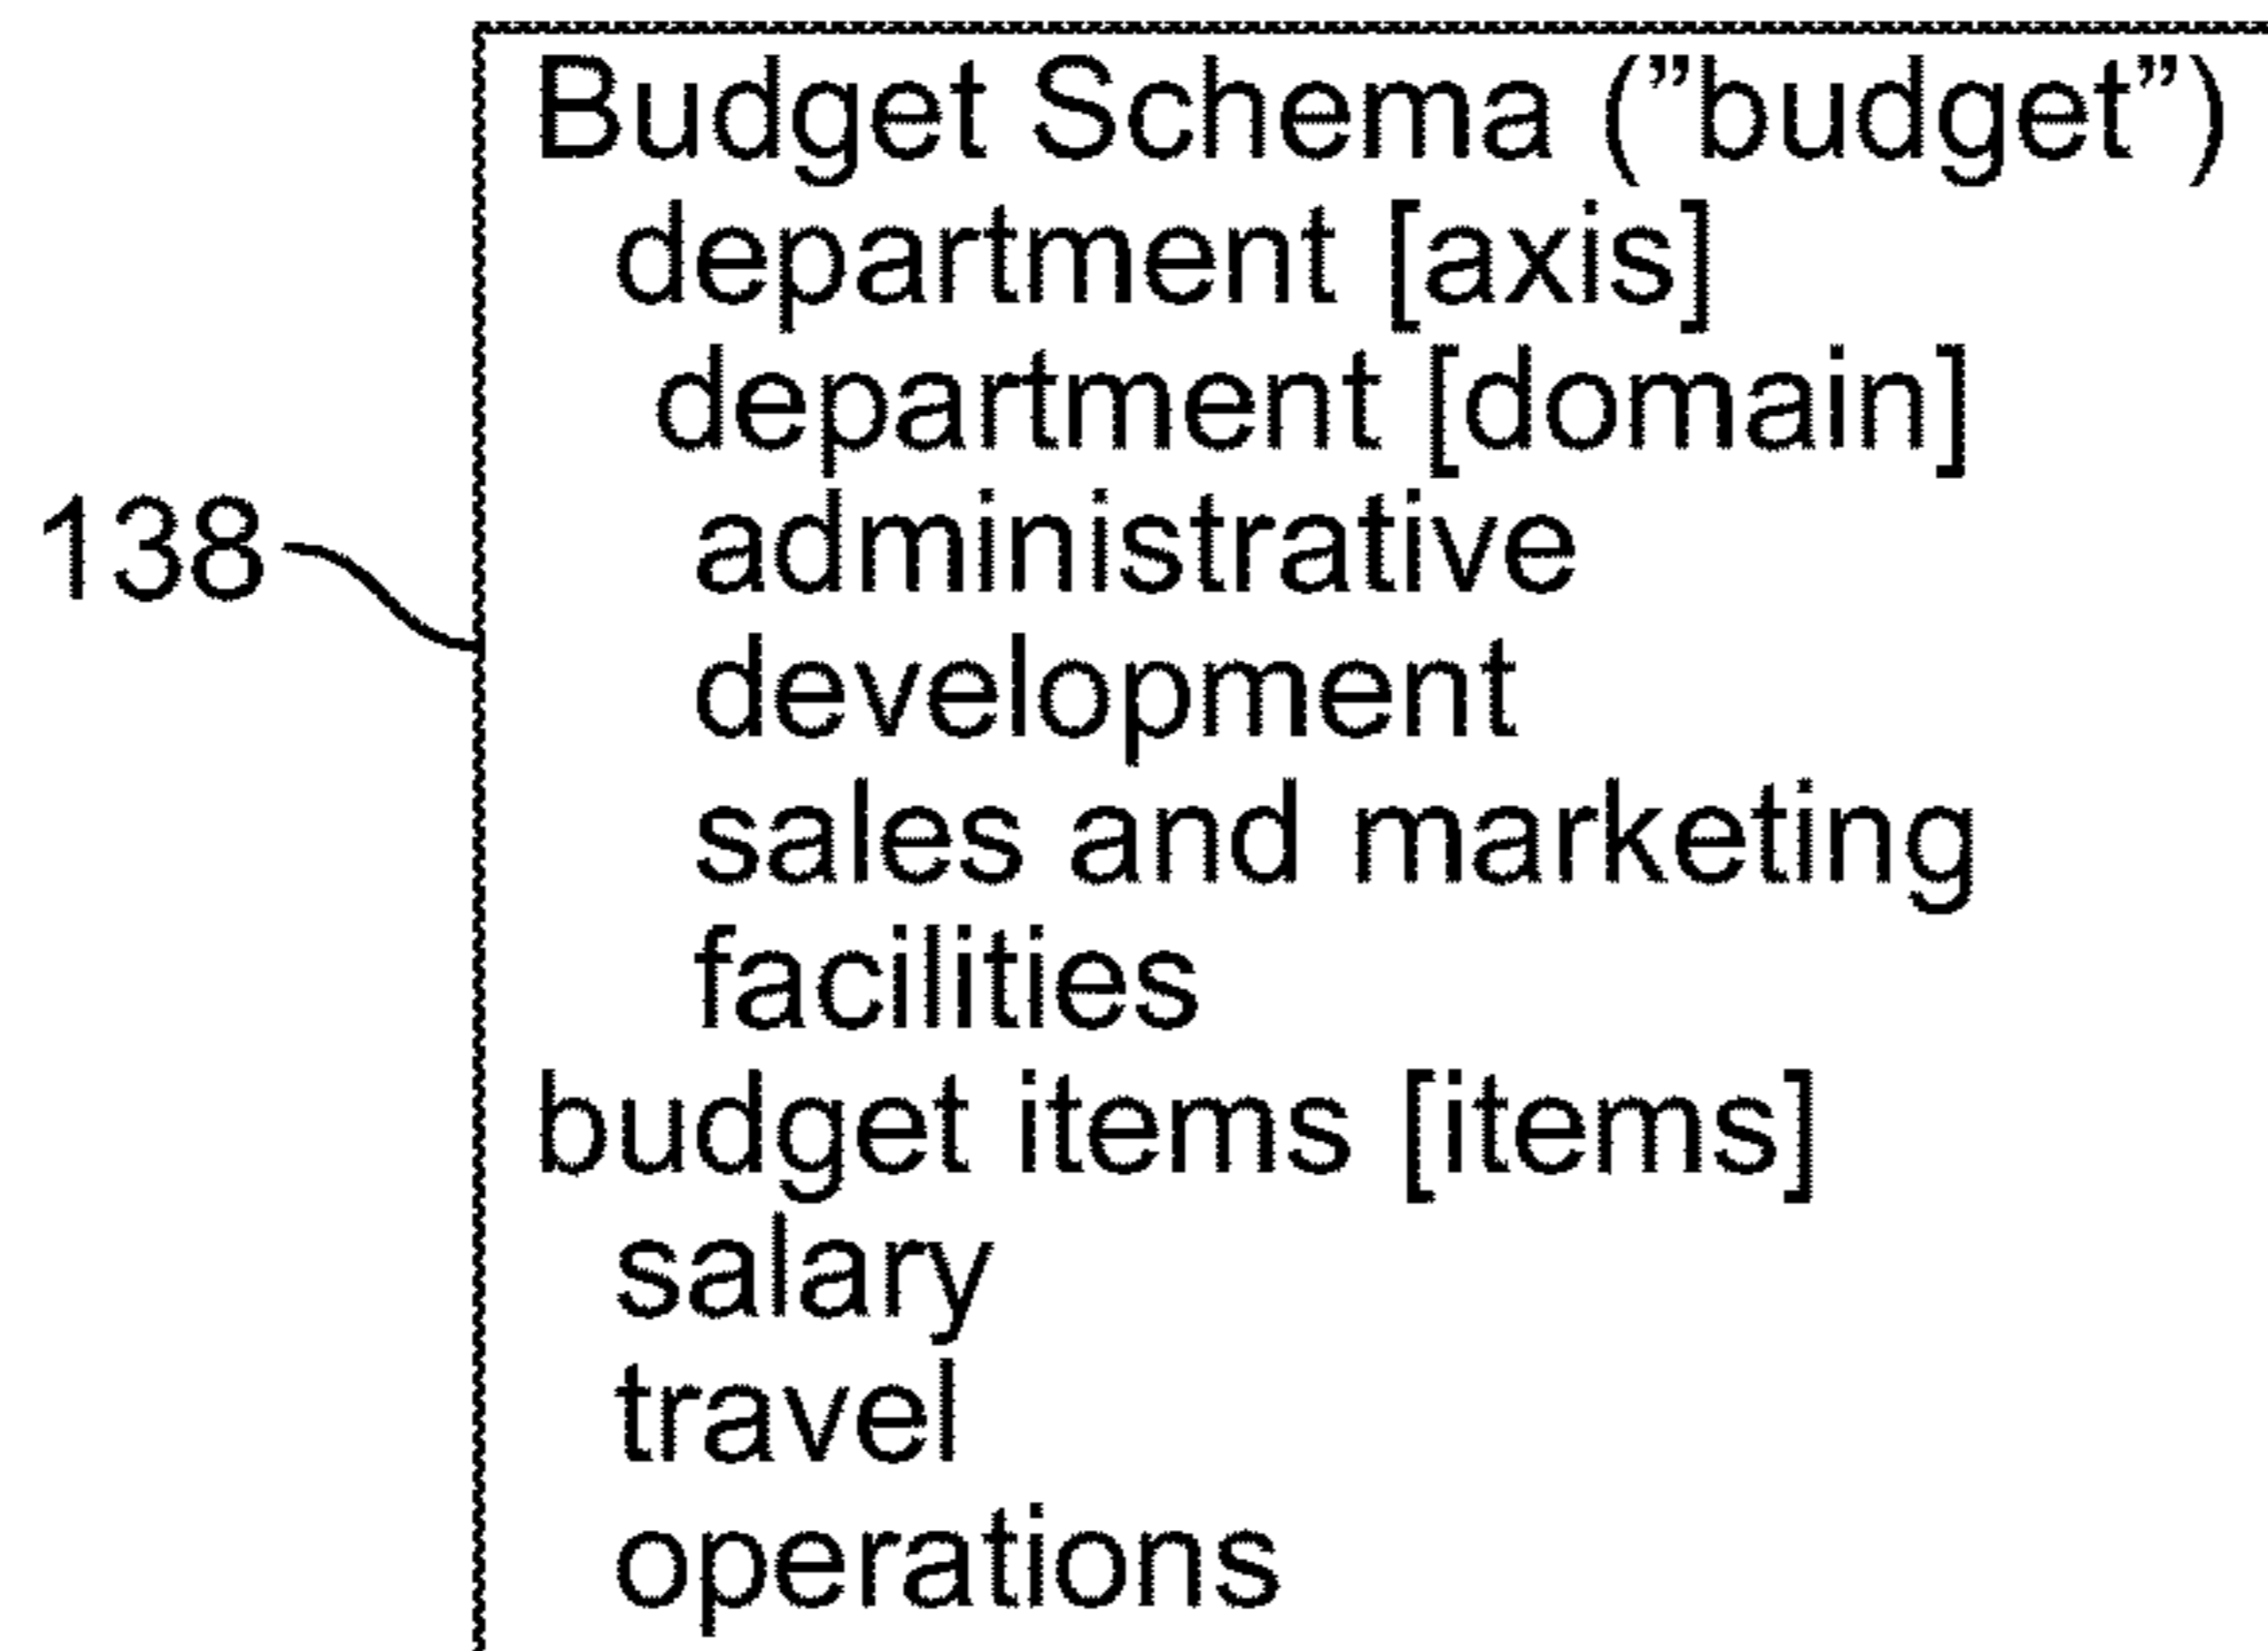 Budget Schema (”budget”)
department [axis]
department [domain]
138
administrative
development
sales and marketing
facilities
budget items [items]
salary
travel
operations